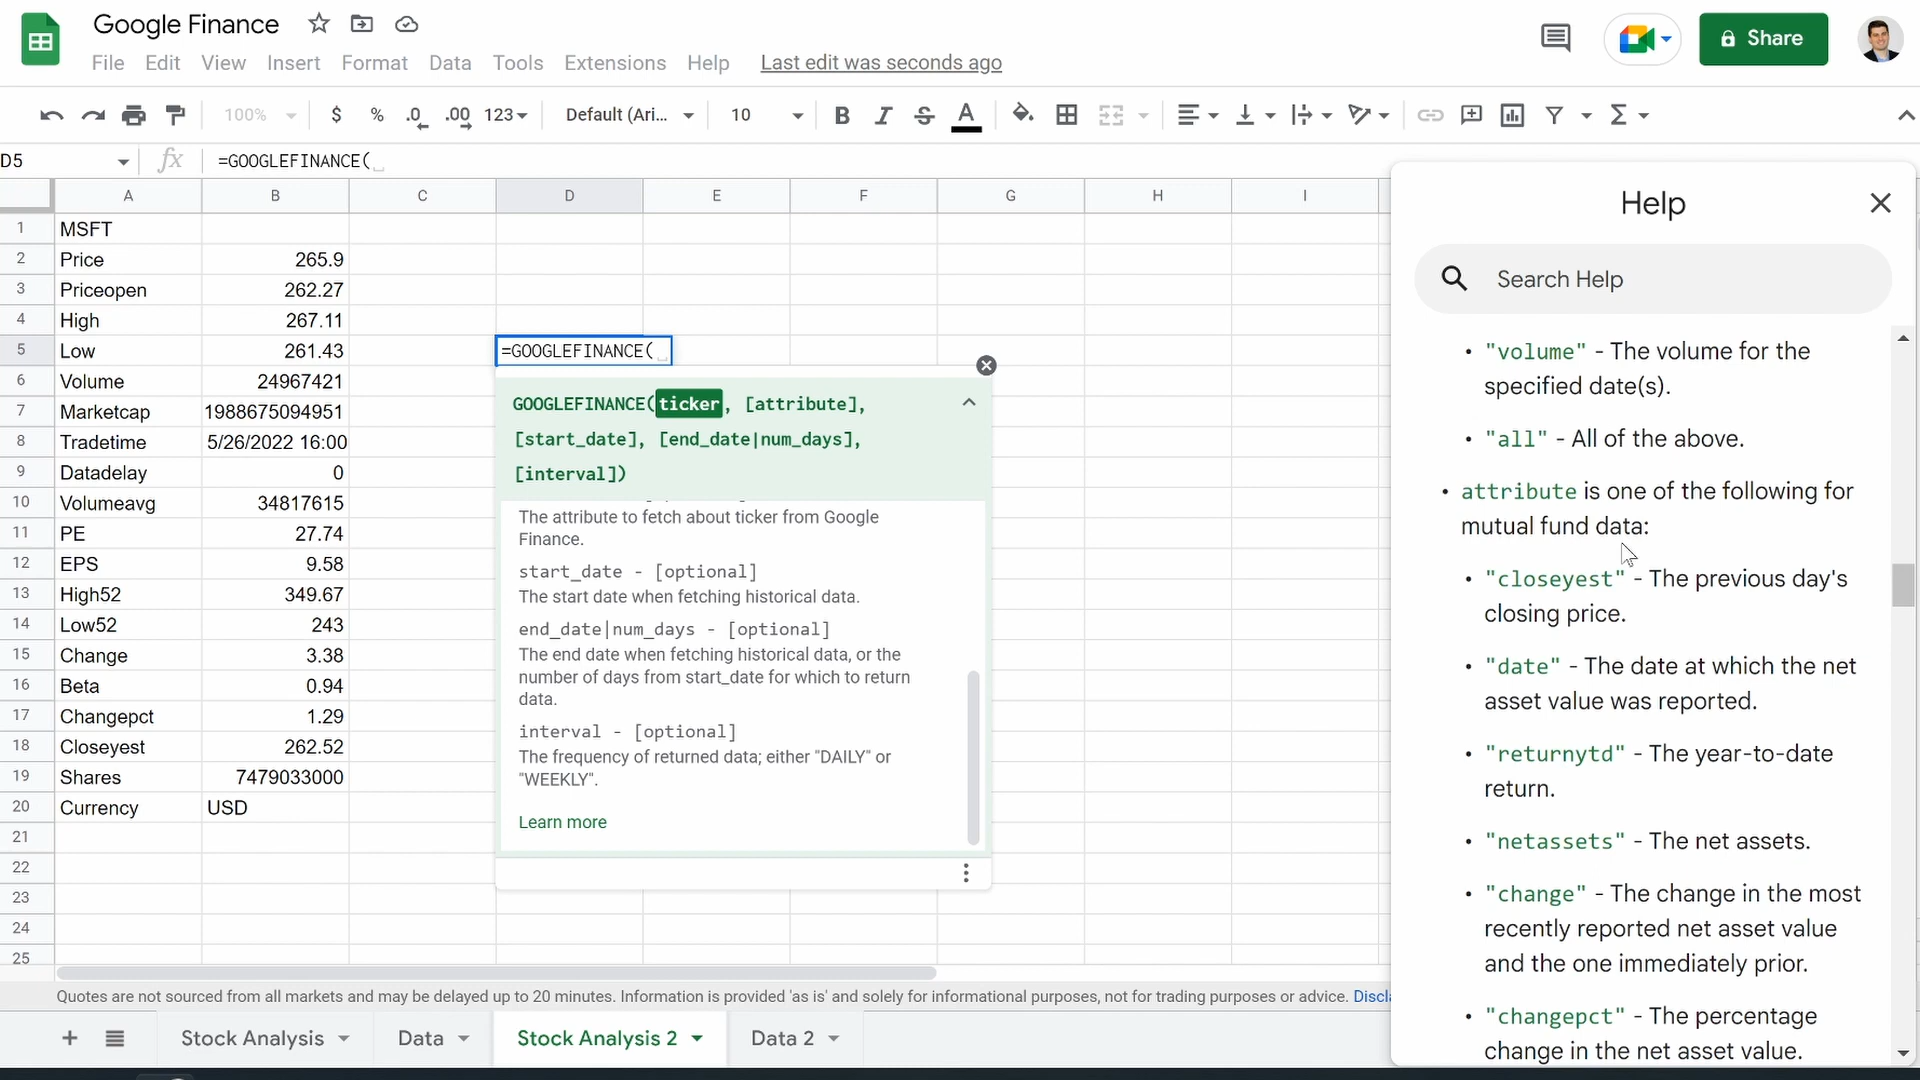 Google Finance
File Edit View Insert Format Data Tools Extensions Help Last edit was seconds ago
Share
100% $ % .0 .00 123 Default (Ari... 10 B I S A
D5 fx =GOOGLEFINANCE(
A B C D E F G H I
1 MSFT
2 Price 265.9
3 Priceopen 262.27
4 High 267.11
5 Low 261.43 =GOOGLEFINANCE(
6 Volume 24967421
7 Marketcap 1988675094951
8 Tradetime 5/26/2022 16:00
9 Datadelay 0
10 Volumeavg 34817615
11 PE 27.74
12 EPS 9.58
13 High52 349.67
14 Low52 243
15 Change 3.38
16 Beta 0.94
17 Changepct 1.29
18 Closeyest 262.52
19 Shares 7479033000
20 Currency USD
21
22
23
24
25
GOOGLEFINANCE(ticker, [attribute],
[start_date], [end_date|num_days],
[interval])
The attribute to fetch about ticker from Google
Finance.
start_date - [optional]
The start date when fetching historical data.
end_date|num_days - [optional]
The end date when fetching historical data, or the
number of days from start_date for which to return
data.
interval - [optional]
The frequency of returned data; either "DAILY" or
"WEEKLY".
Learn more
Help
Search Help
• "volume" - The volume for the
specified date(s).
• "all" - All of the above.
• attribute is one of the following for
mutual fund data:
• "closeyest" - The previous day's
closing price.
• "date" - The date at which the net
asset value was reported.
• "returnytd" - The year-to-date
return.
• "netassets" - The net assets.
• "change" - The change in the most
recently reported net asset value
and the one immediately prior.
• "changepct" - The percentage
change in the net asset value.
Quotes are not sourced from all markets and may be delayed up to 20 minutes. Information is provided 'as is' and solely for informational purposes, not for trading purposes or advice. Discla
Stock Analysis Data Stock Analysis 2 Data 2